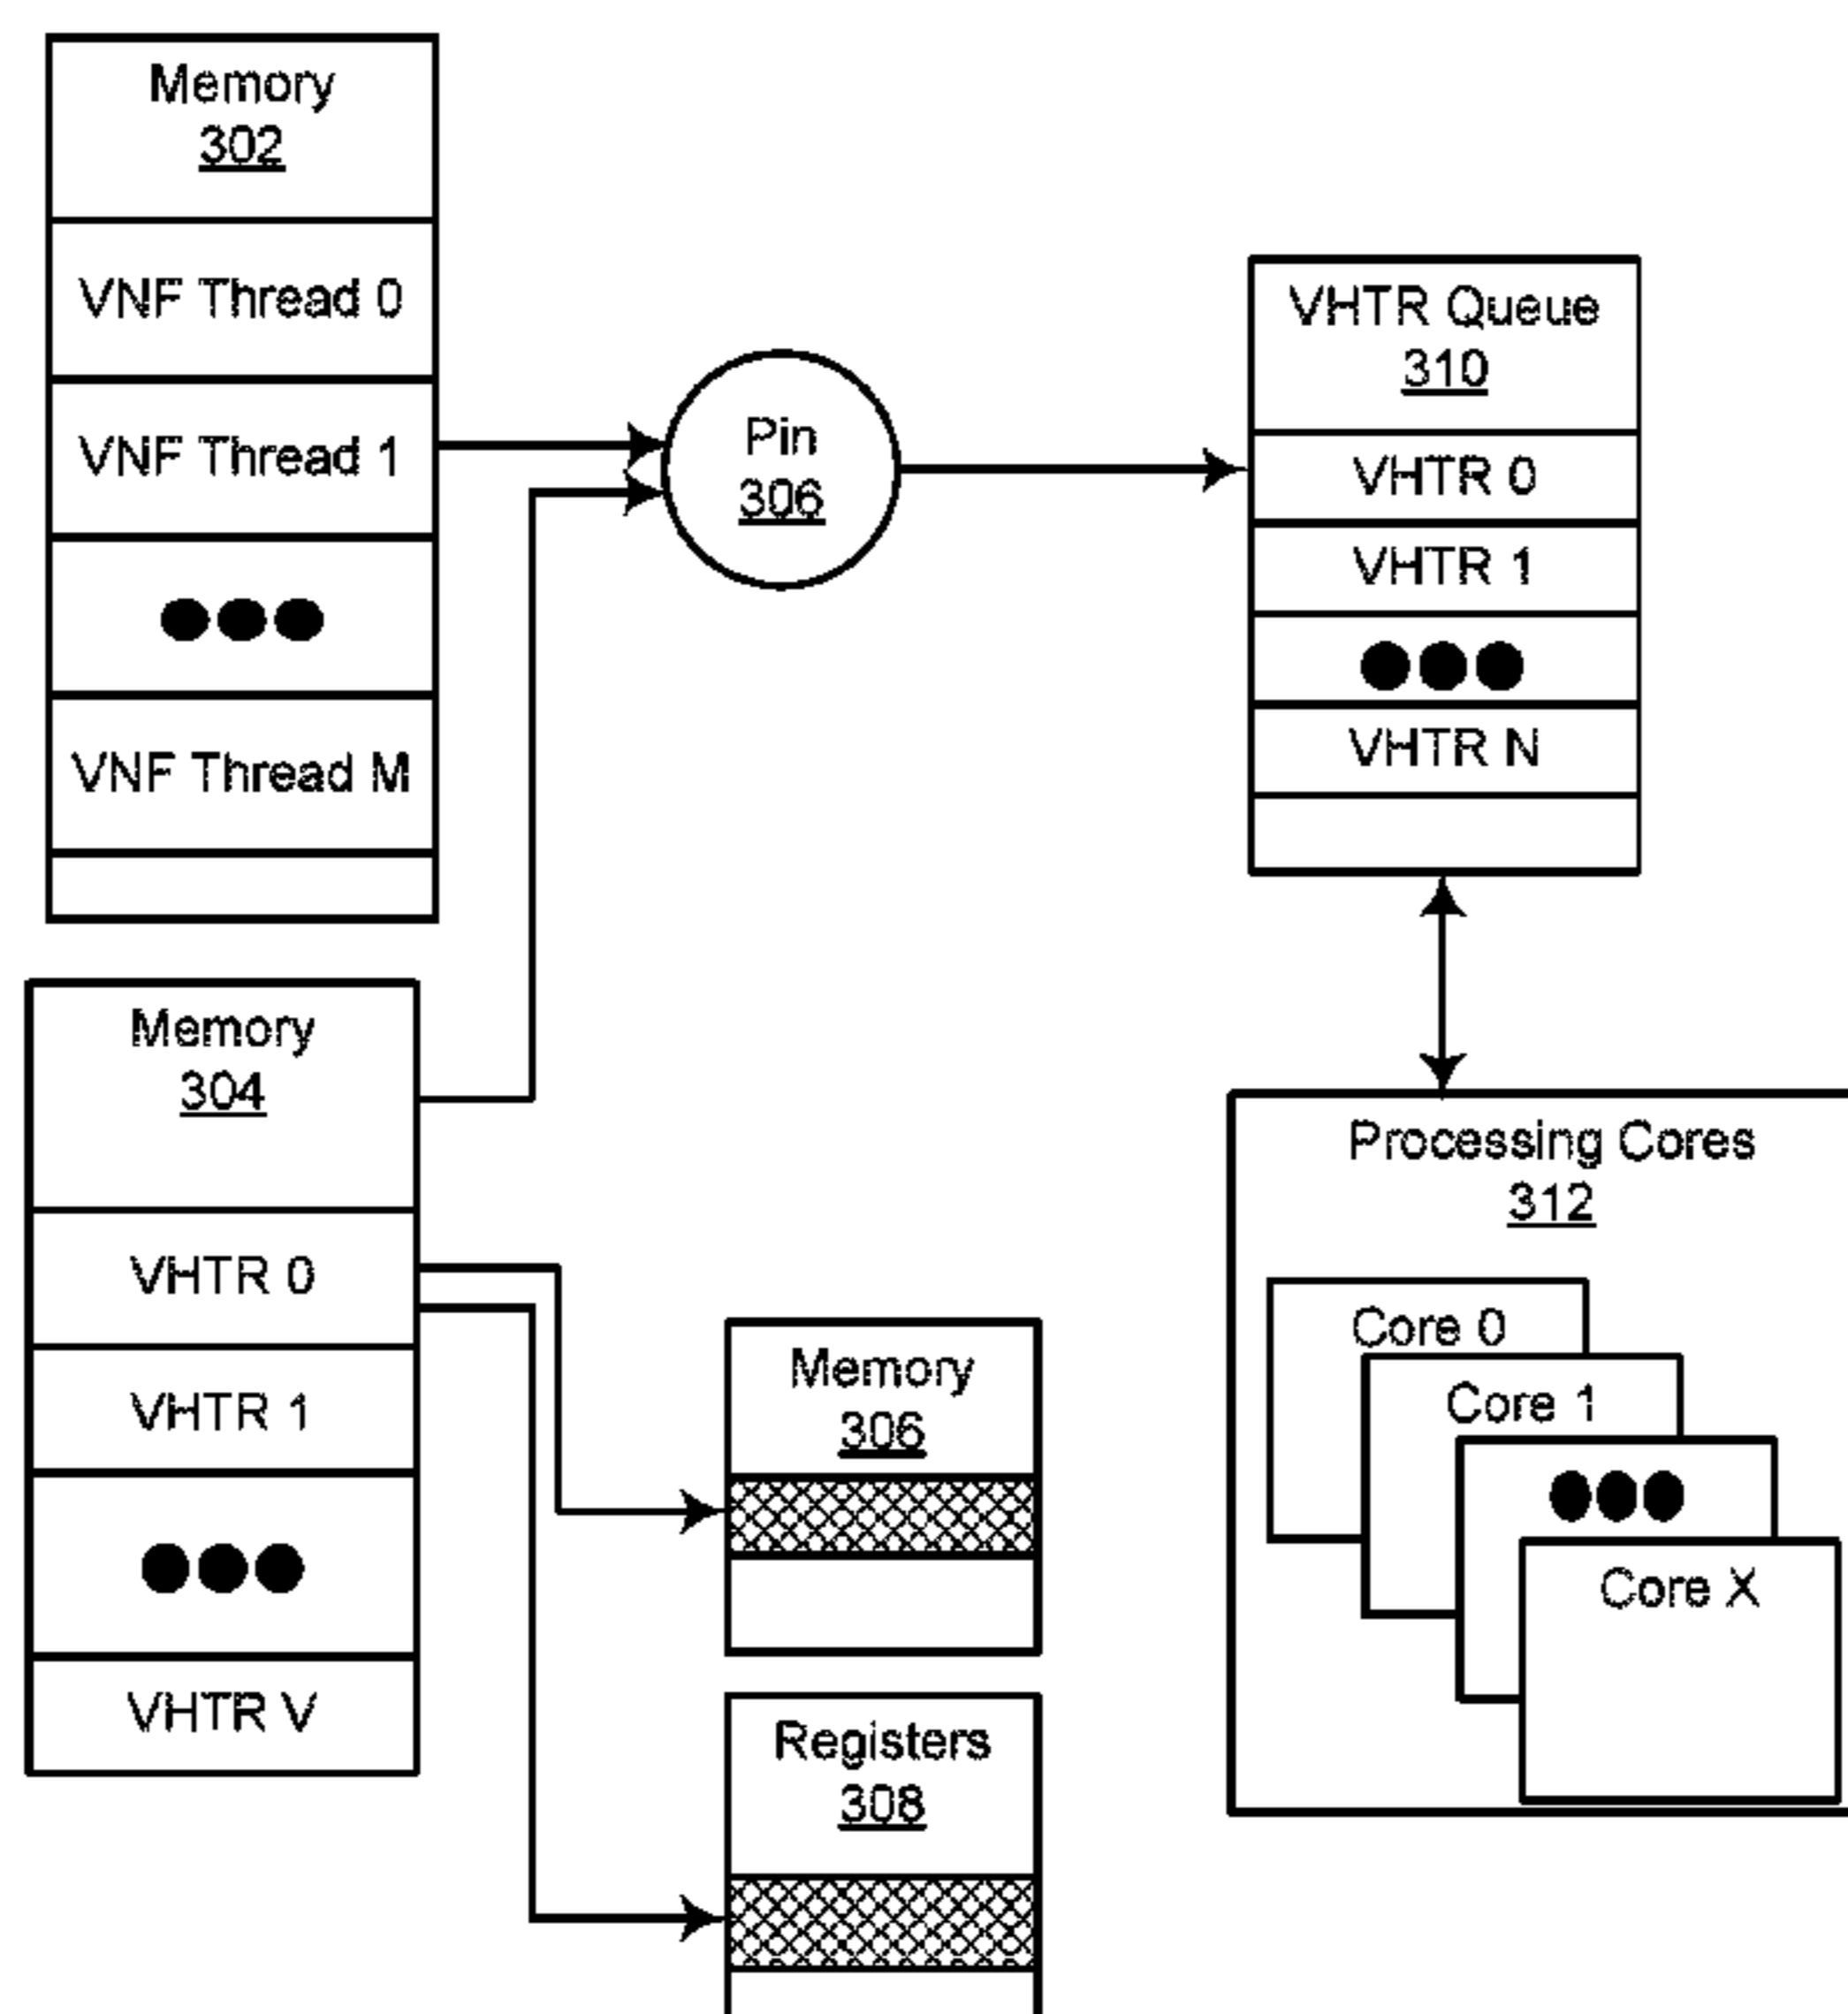 Memory
302
VNF Thread 0
VNF Thread 1
VNF Thread M
Pin
306
VHTR Queue
310
VHTR 0
VHTR 1
VHTR N
Memory
304
VHTR 0
VHTR 1
VHTR V
Memory
306
Registers
308
Processing Cores
312
Core 0
Core 1
Core X